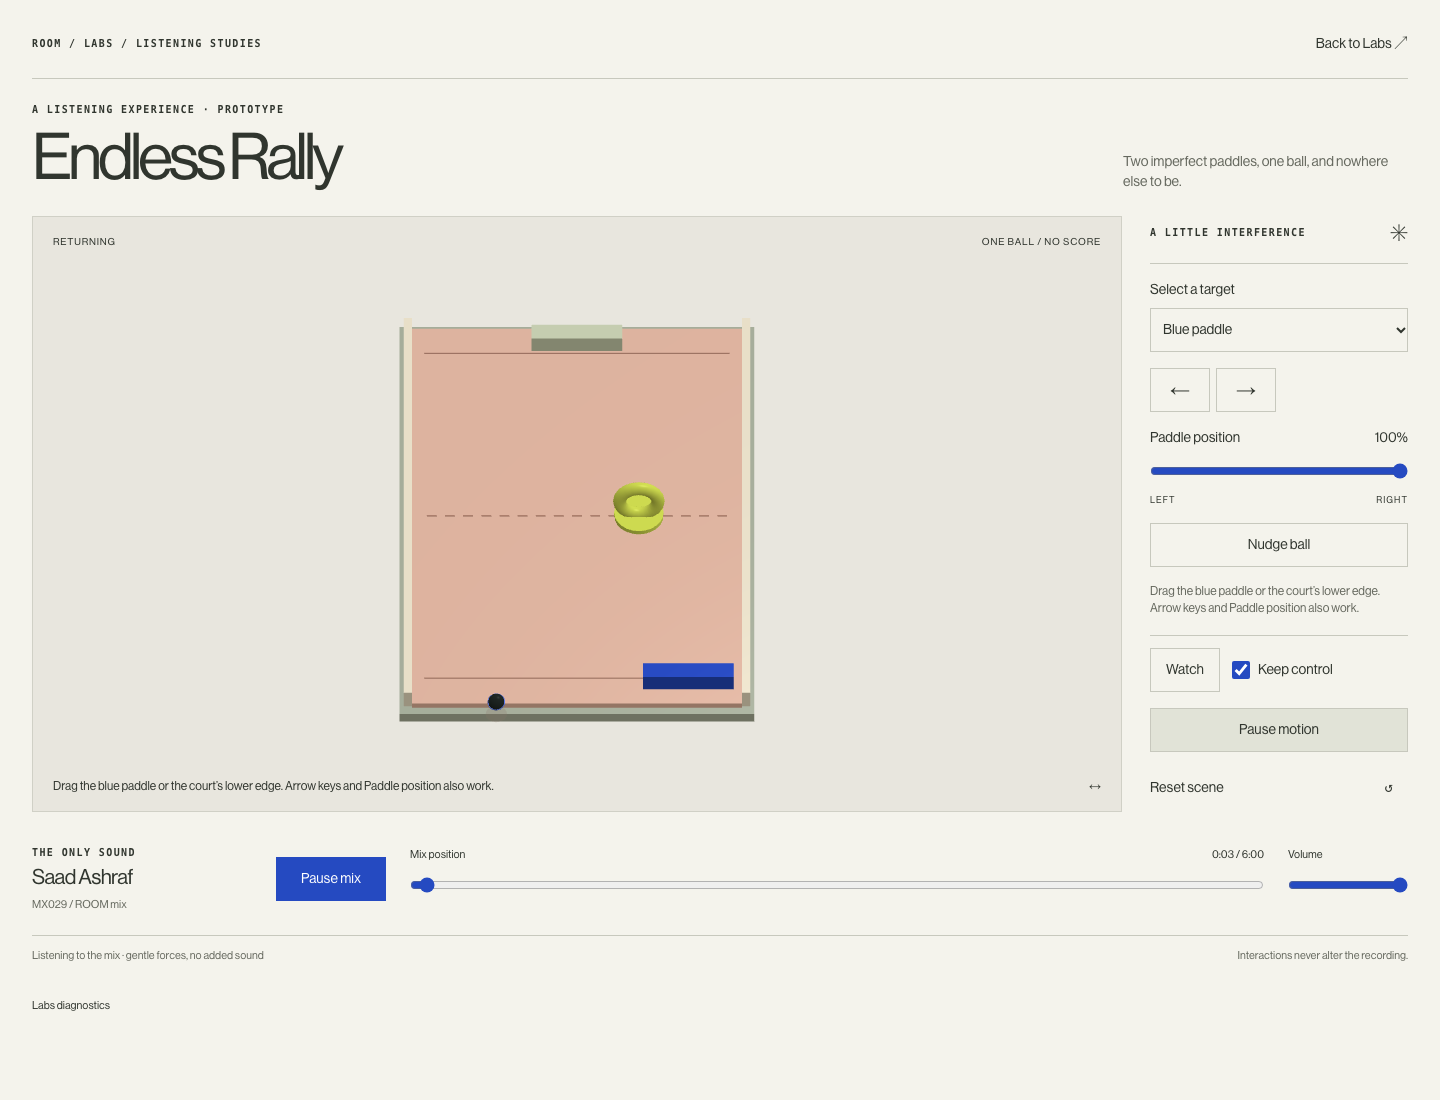 ROOM / LABS / LISTENING STUDIES
Back to Labs ↗
A LISTENING EXPERIENCE · PROTOTYPE
Endless Rally
Two imperfect paddles, one ball, and nowhere
else to be.
RETURNING
ONE BALL / NO SCORE
A LITTLE INTERFERENCE
Select a target
Blue paddle
← →
Paddle position 100%
LEFT RIGHT
Nudge ball
Drag the blue paddle or the court's lower edge.
Arrow keys and Paddle position also work.
Watch
Keep control
Pause motion
Reset scene ↺
Drag the blue paddle or the court's lower edge. Arrow keys and Paddle position also work. ↔
THE ONLY SOUND
Saad Ashraf
MX029 / ROOM mix
Pause mix
Mix position 0:03 / 6:00
Volume
Listening to the mix · gentle forces, no added sound
Interactions never alter the recording.
Labs diagnostics